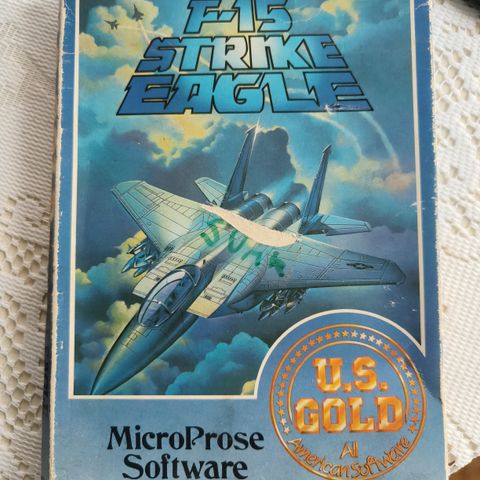 F-15
STRIKE
EAGLE
U.S.
GOLD
All
American Software
MicroProse
Software